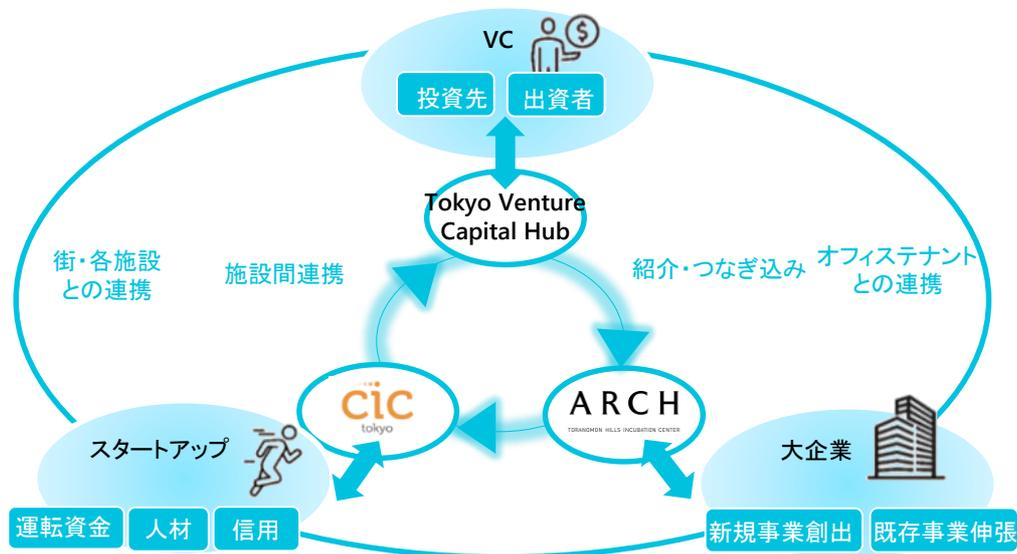 VC
投資先
出資者
Tokyo Venture
Capital Hub
街・各施設
との連携
施設間連携
紹介・つなぎ込み
オフィステナント
との連携
cic
tokyo
ARCH
TORANOMON HILLS INCUBATION CENTER
スタートアップ
大企業
運転資金
人材
信用
新規事業創出
既存事業伸張